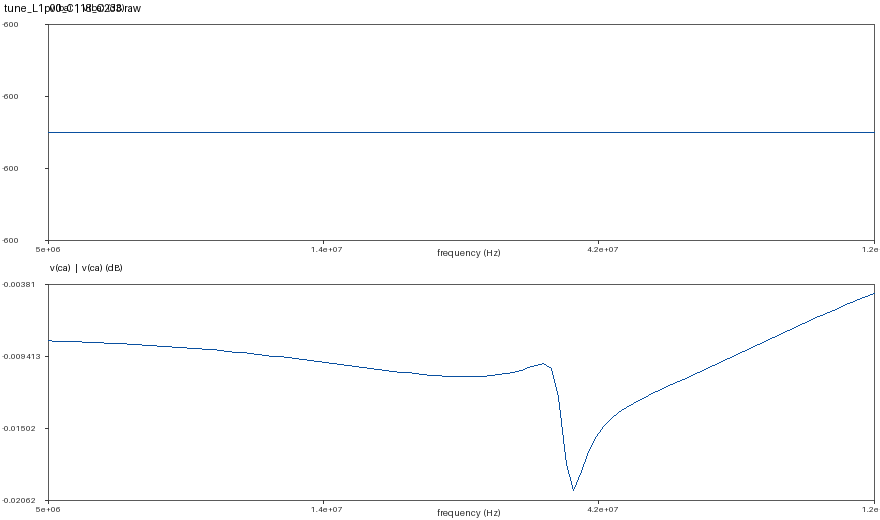 -600
-600
-600
-600
5e+06 1.4e+07 4.2e+07 1.2e
frequency (Hz)
v(ca) | v(ca) (dB)
-0.00381
-0.009413
-0.01502
-0.02062
5e+06 1.4e+07 4.2e+07 1.2e
frequency (Hz)